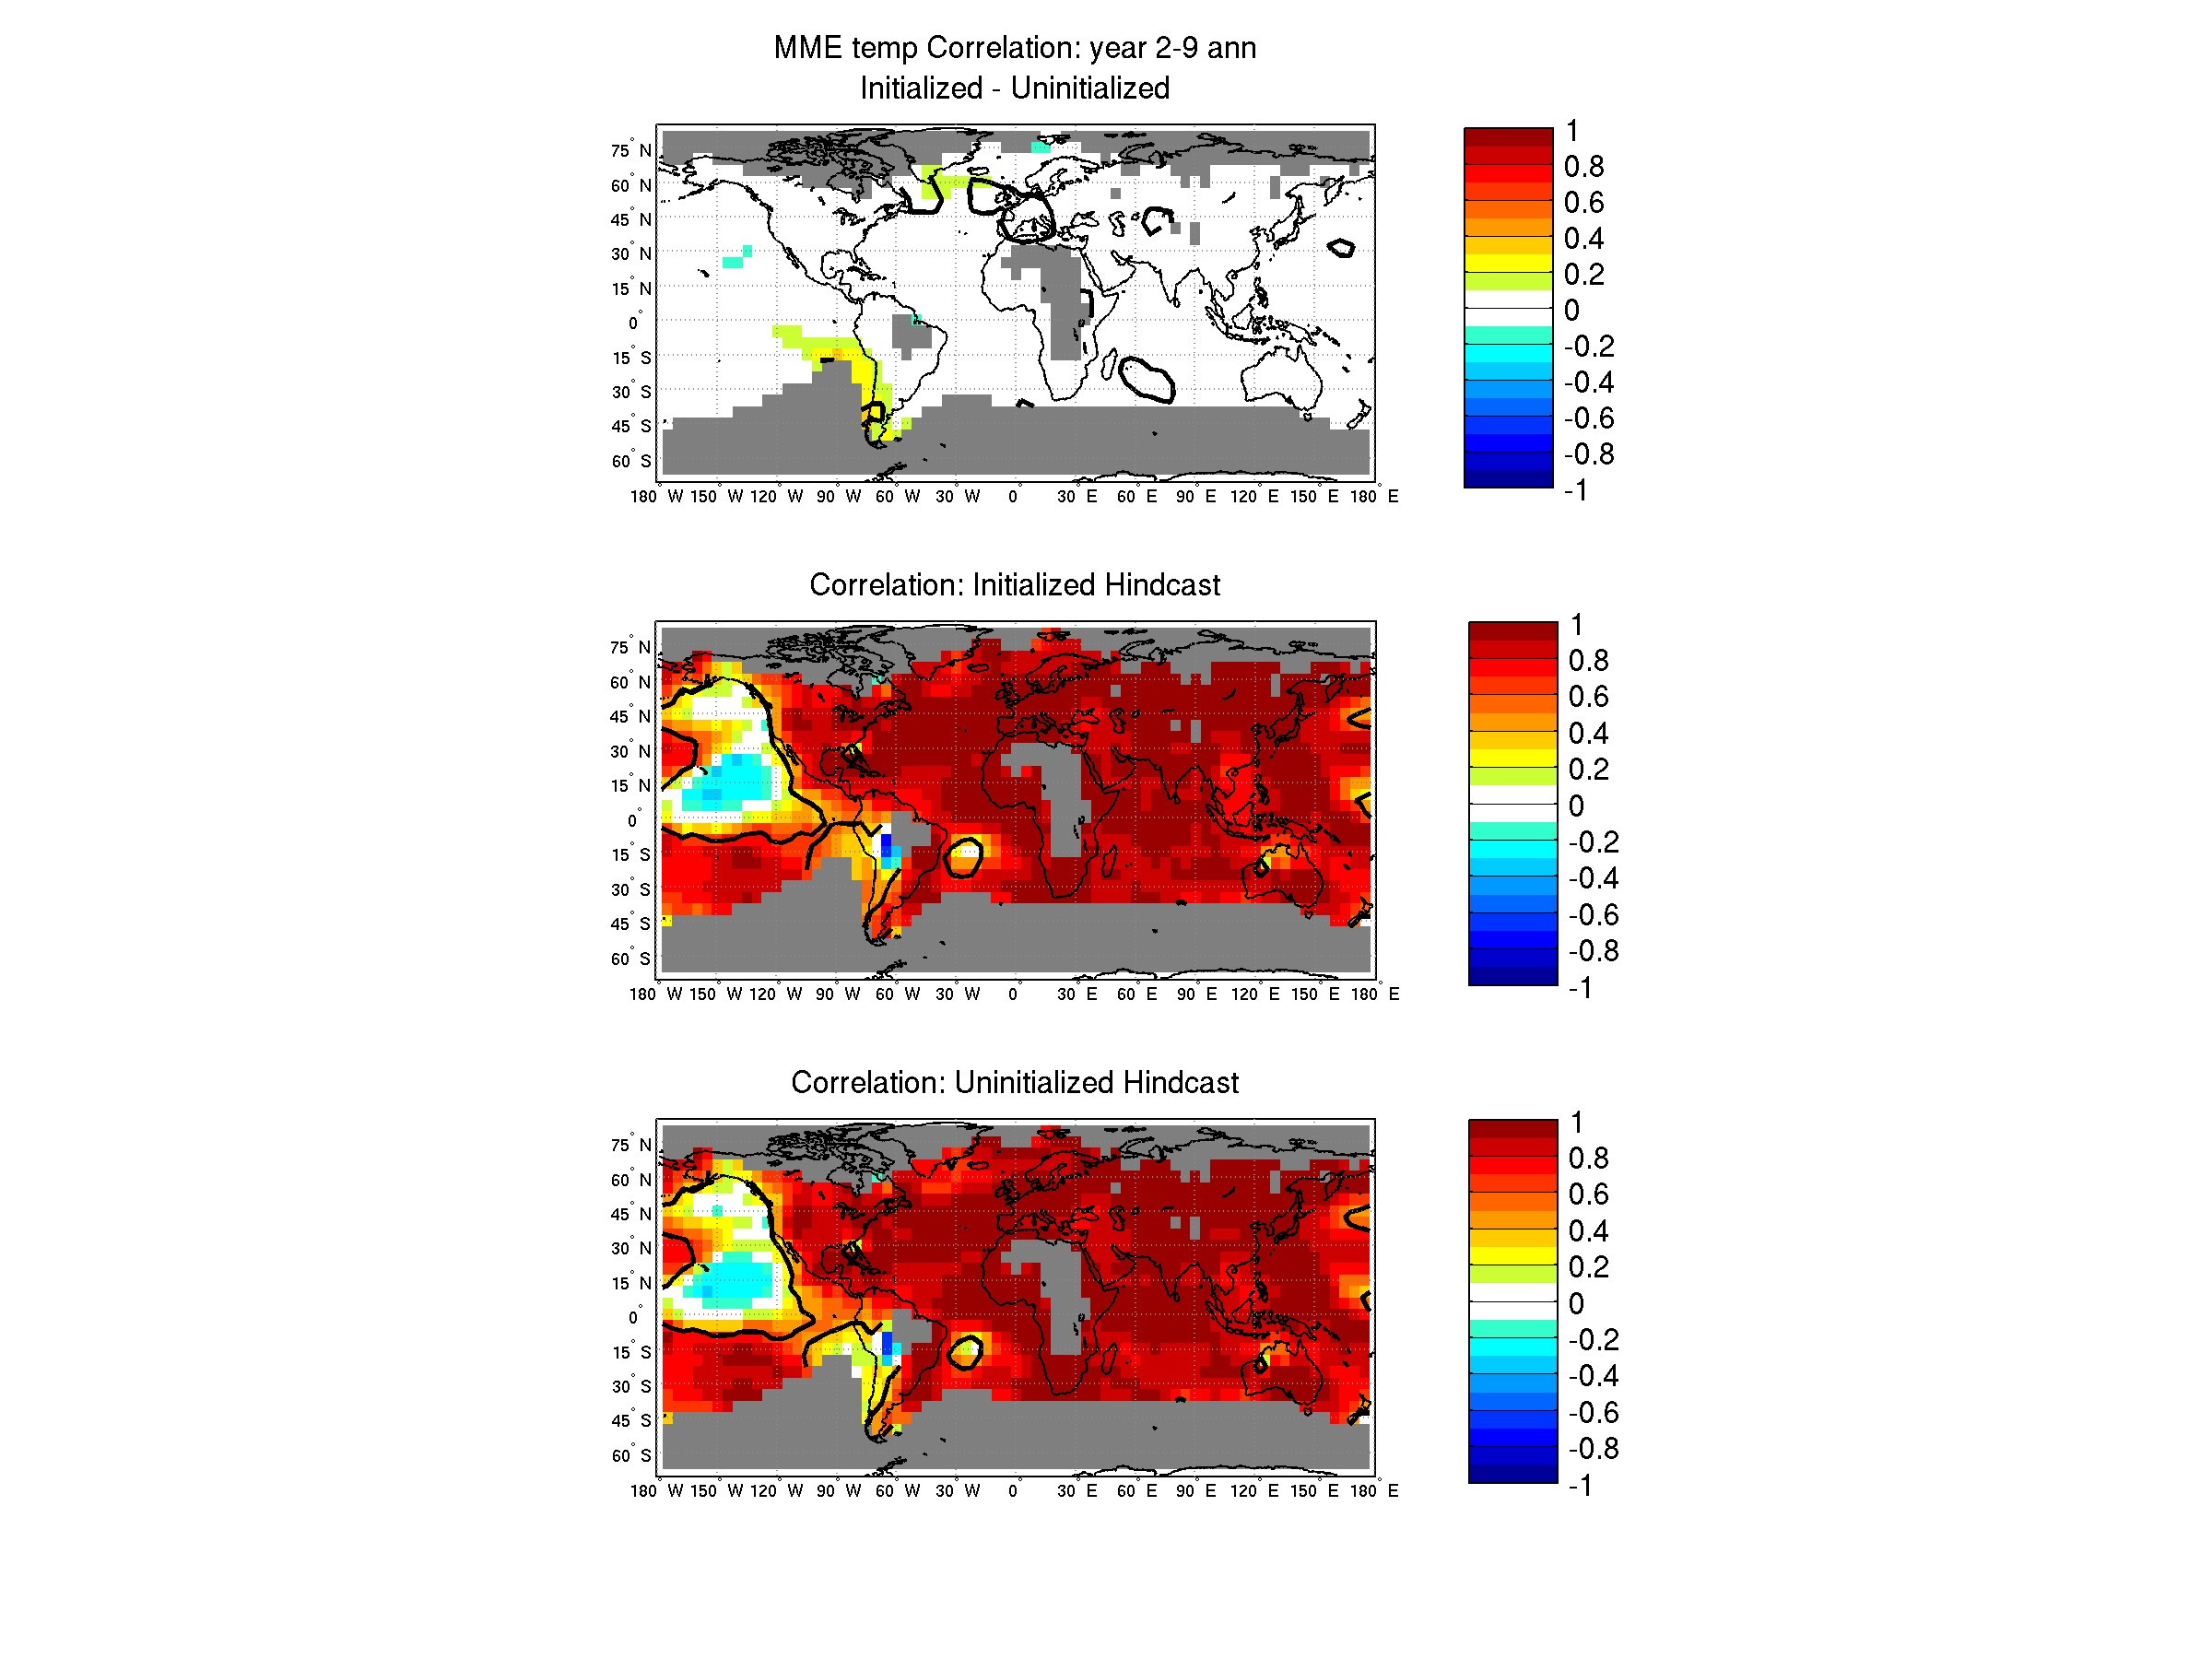 MME temp Correlation: year 2-9 ann
Initialized - Uninitialized
75° N
60° N
45° N
30° N
15° N
0°
15° S
30° S
45° S
60° S
180° W 150° W 120° W 90° W 60° W 30° W 0° 30° E 60° E 90° E 120° E 150° E 180° E
1
0.8
0.6
0.4
0.2
0
-0.2
-0.4
-0.6
-0.8
-1
Correlation: Initialized Hindcast
75° N
60° N
45° N
30° N
15° N
0°
15° S
30° S
45° S
60° S
180° W 150° W 120° W 90° W 60° W 30° W 0° 30° E 60° E 90° E 120° E 150° E 180° E
1
0.8
0.6
0.4
0.2
0
-0.2
-0.4
-0.6
-0.8
-1
Correlation: Uninitialized Hindcast
75° N
60° N
45° N
30° N
15° N
0°
15° S
30° S
45° S
60° S
180° W 150° W 120° W 90° W 60° W 30° W 0° 30° E 60° E 90° E 120° E 150° E 180° E
1
0.8
0.6
0.4
0.2
0
-0.2
-0.4
-0.6
-0.8
-1